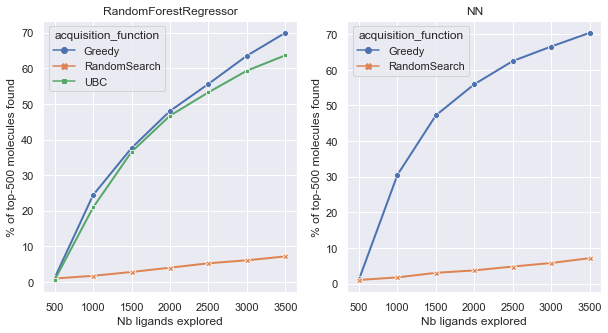 RandomForestRegressor
acquisition_function
Greedy
RandomSearch
UBC
% of top-500 molecules found
70
60
50
40
30
20
10
0
500 1000 1500 2000 2500 3000 3500
Nb ligands explored
NN
acquisition_function
Greedy
RandomSearch
% of top-500 molecules found
70
60
50
40
30
20
10
0
500 1000 1500 2000 2500 3000 3500
Nb ligands explored